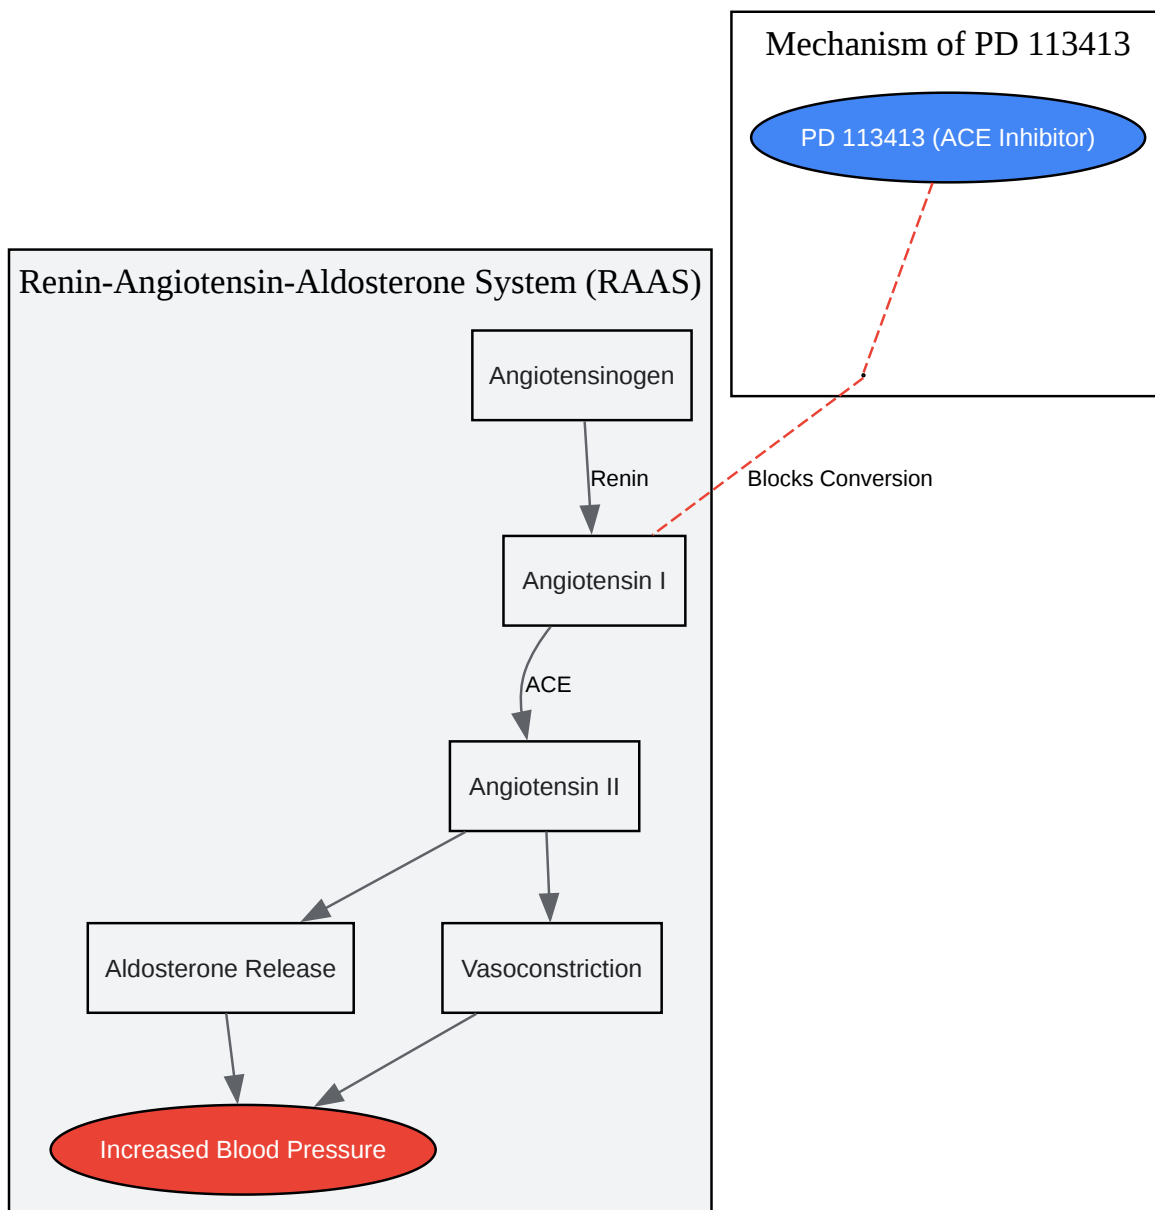 Mechanism of PD 113413
PD 113413 (ACE Inhibitor)
Renin-Angiotensin-Aldosterone System (RAAS)
Angiotensinogen
Renin
Blocks Conversion
Angiotensin I
ACE
Angiotensin II
Aldosterone Release
Vasoconstriction
Increased Blood Pressure